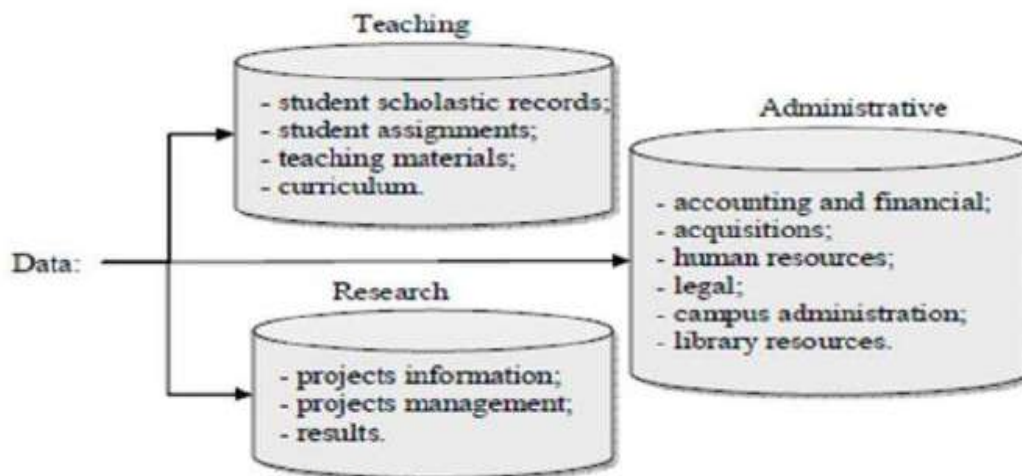 Teaching
- student scholastic records;
- student assignments;
- teaching materials;
- curriculum.
Administrative
- accounting and financial;
- acquisitions;
- human resources;
- legal;
- campus administration;
- library resources.
Data:
Research
- projects information;
- projects management;
- results.